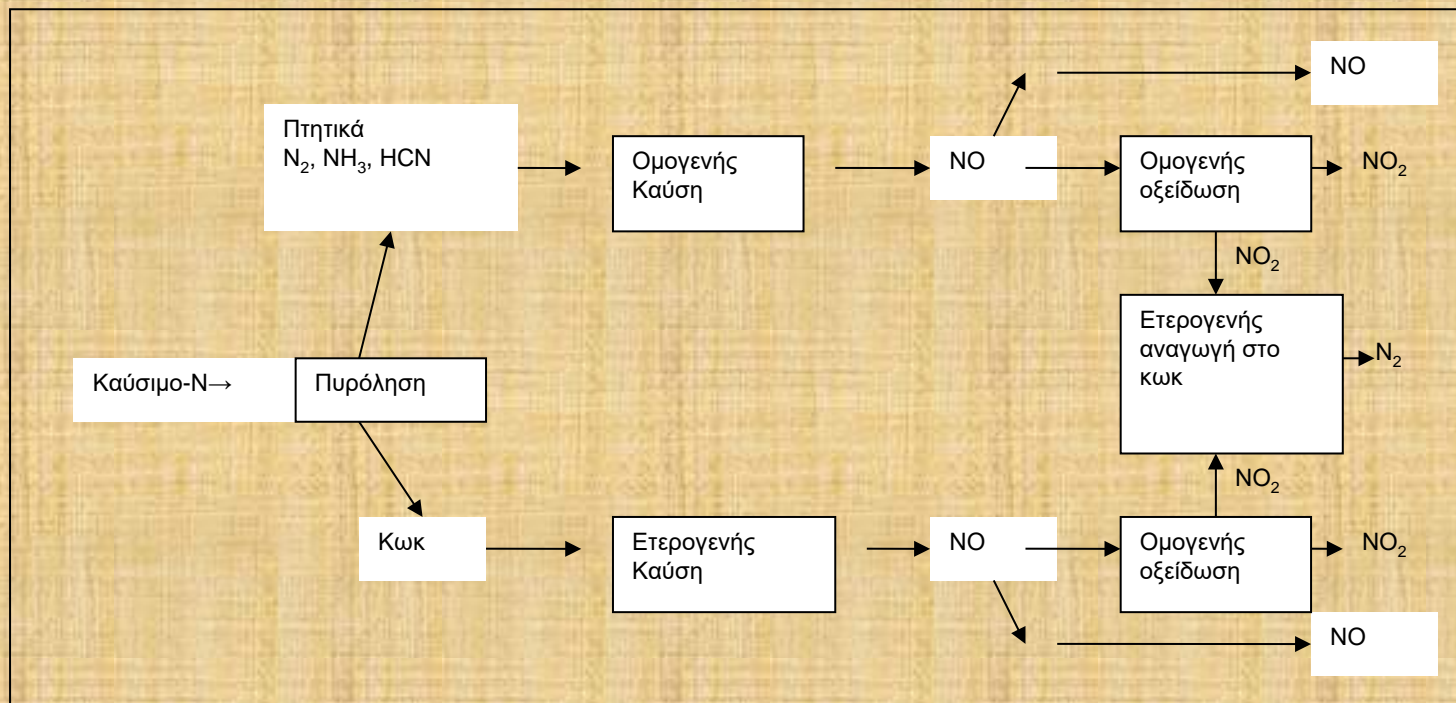 NO
Πτητικά
N₂, NH₃, HCN
Ομογενής
Καύση
NO
Ομογενής
οξείδωση
NO₂
NO₂
Ετερογενής
αναγωγή στο
κωκ
N₂
Καύσιμο-N→
Πυρόληση
NO₂
Κωκ
Ετερογενής
Καύση
NO
Ομογενής
οξείδωση
NO₂
NO